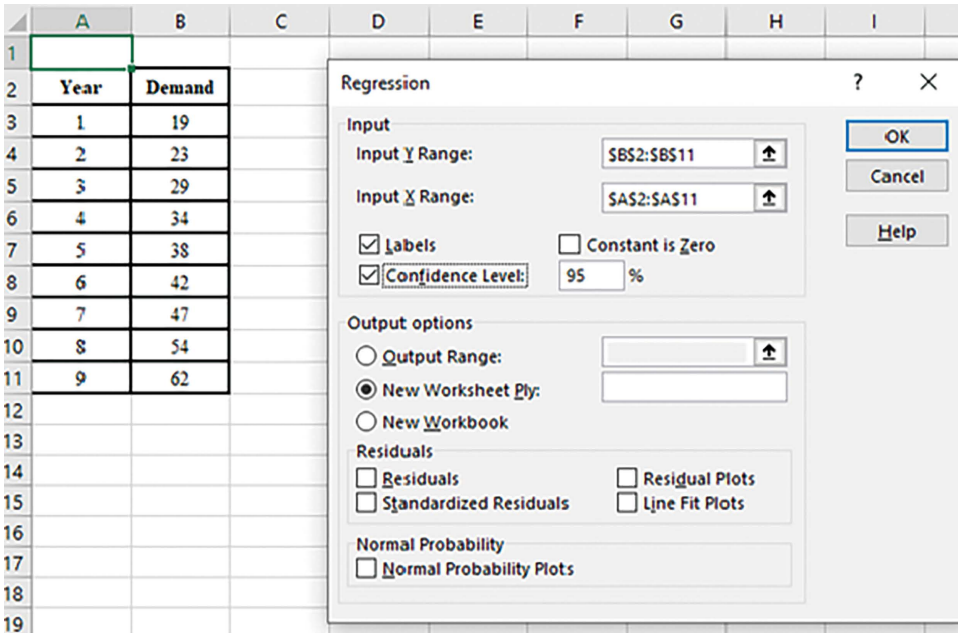 A B C D E F G H I
1
2 Year Demand
3 1 19
4 2 23
5 3 29
6 4 34
7 5 38
8 6 42
9 7 47
10 8 54
11 9 62
12
13
14
15
16
17
18
19
Regression ? ×
Input
Input Y Range: $B$2:$B$11
Input X Range: $A$2:$A$11
Labels Constant is Zero
Confidence Level: 95 %
OK
Cancel
Help
Output options
Output Range:
New Worksheet Ply:
New Workbook
Residuals
Residuals Residual Plots
Standardized Residuals Line Fit Plots
Normal Probability
Normal Probability Plots